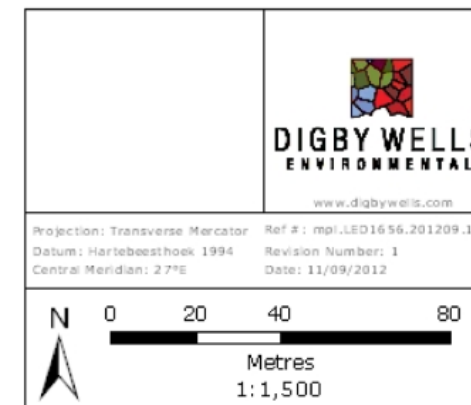 DIGBY WELLS
ENVIRONMENTAL
www.digbywells.com
Projection: Transverse Mercator
Datum: Hartebeesthoek 1994
Central Meridian: 27°E
Ref #: mpl.LED1656.201209.1
Revision Number: 1
Date: 11/09/2012
N
0 20 40 80
Metres
1:1,500